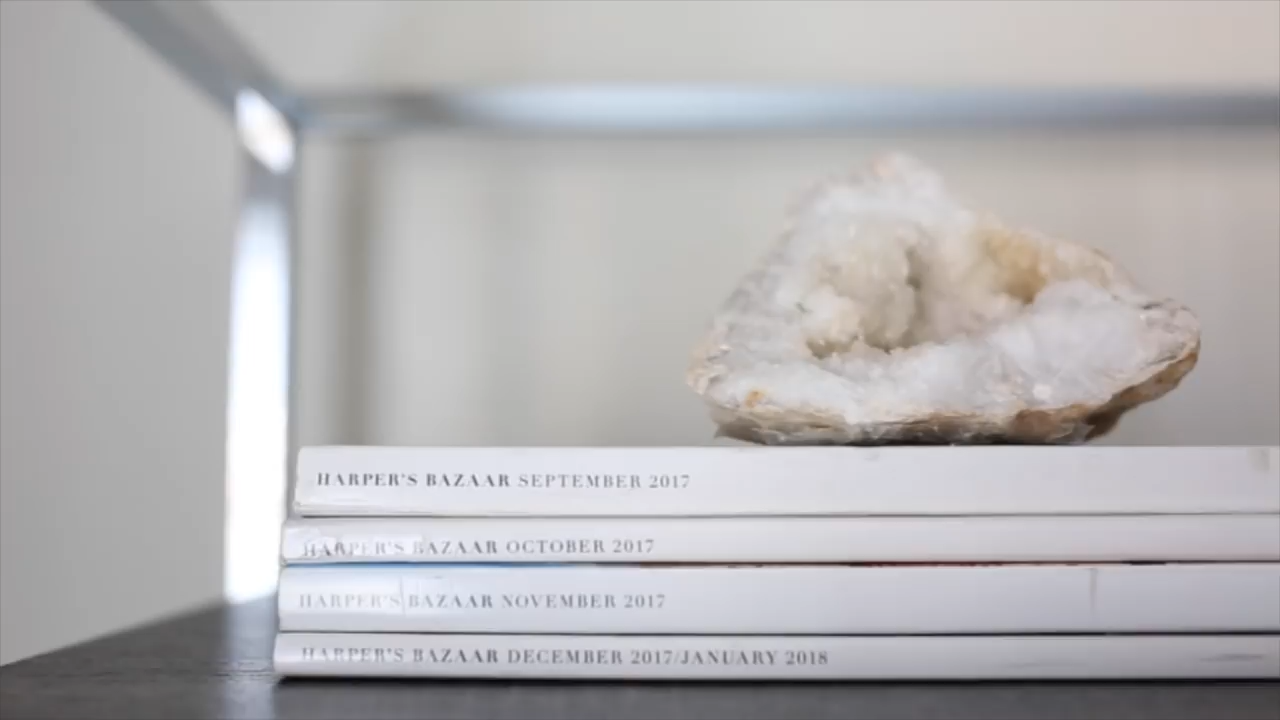 HARPER'S BAZAAR SEPTEMBER 2017
HARPER'S BAZAAR OCTOBER 2017
HARPER'S BAZAAR NOVEMBER 2017
HARPER'S BAZAAR DECEMBER 2017/JANUARY 2018